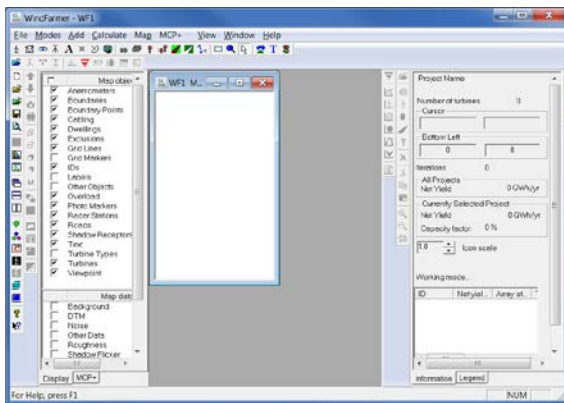 WindFarmer - WF1
File Modes Add Calculate Map MCP+ View Window Help
Map objec
Anemometers
Boundaries
Boundary Points
Cabling
Dwellings
Exclusions
Grid Lines
Grid Markers
IDs
Labels
Other Objects
Overload
Photo Markers
Radar Stations
Roads
Shadow Receptors
Text
Turbine Types
Turbines
Viewpoint
Map data
Background
DTM
Noise
Other Data
Roughness
Shadow Flicker
Display MCP+
WF1 M...
Project Name
Number of turbines 0
Cursor
Bottom Left
0 0
Iterations 0
All Projects
Net Yield 0 GWh/yr
Currently Selected Project
Net Yield 0 GWh/yr
Capacity factor 0 %
1.0 Icon scale
Working mode...
ID Net yiel... Array at...
Information Legend
For Help, press F1
NUM